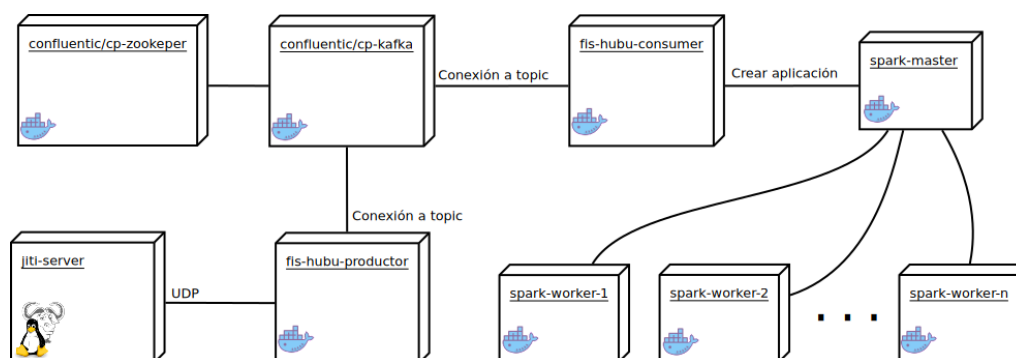 confluentic/cp-zookeper
confluentic/cp-kafka
fis-hubu-consumer
spark-master
Conexión a topic
Crear aplicación
Conexión a topic
jiti-server
fis-hubu-productor
UDP
spark-worker-1
spark-worker-2
. . .
spark-worker-n